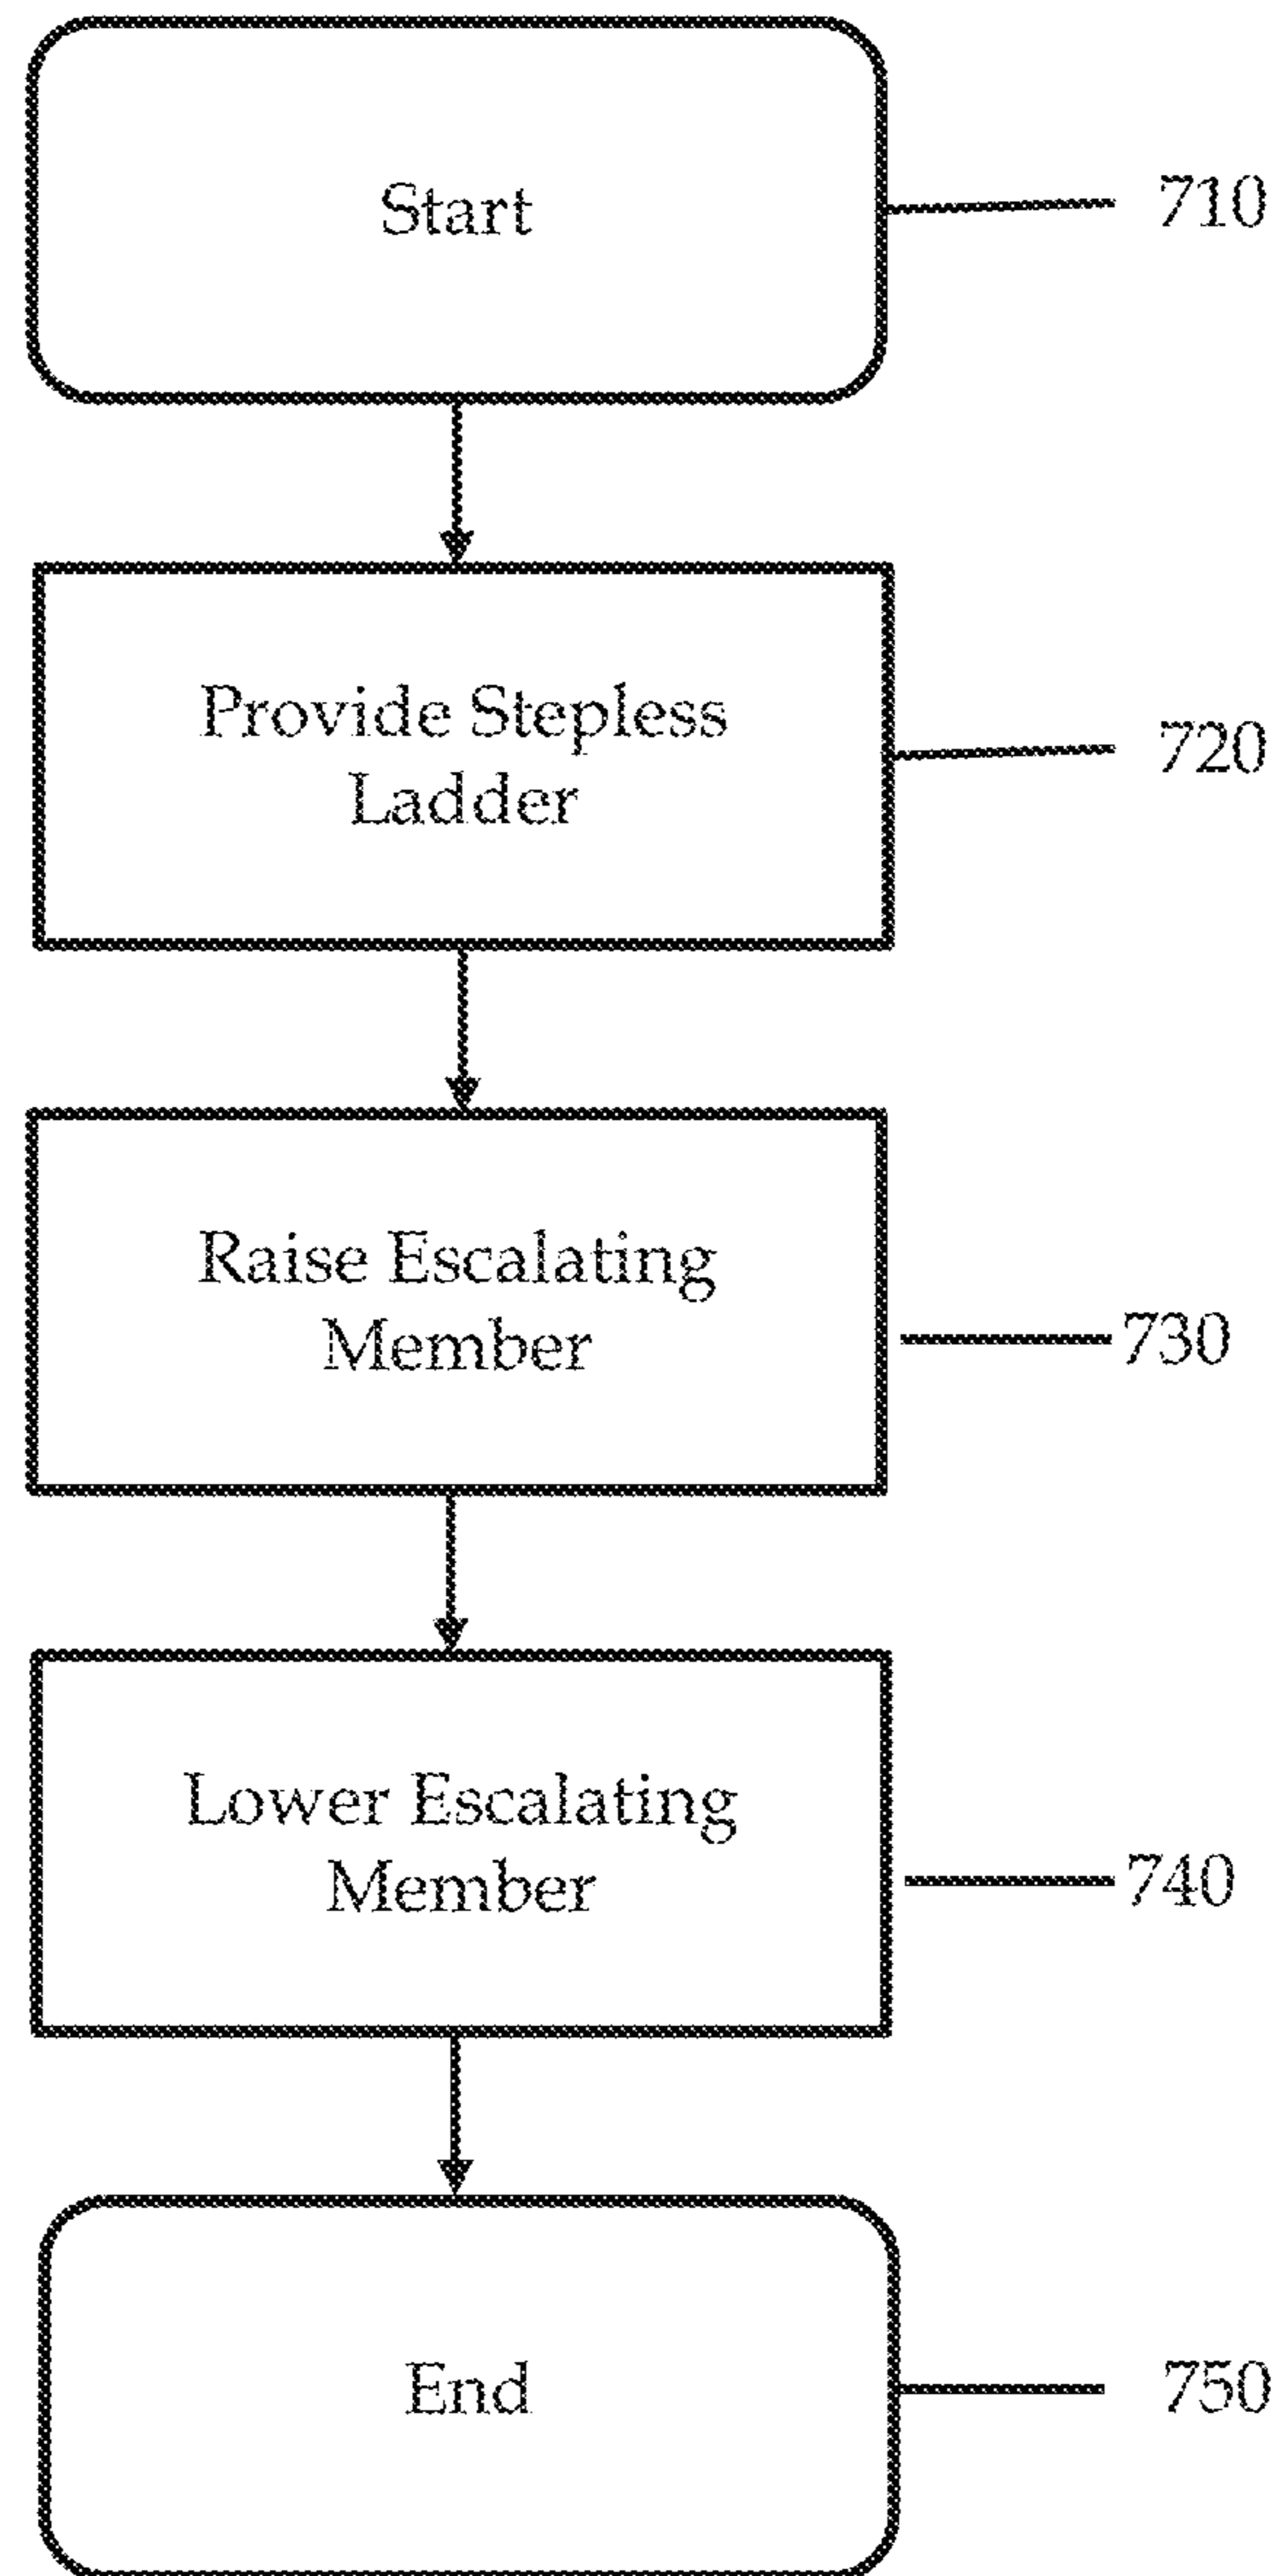 Start
710
Provide Stepless
Ladder
720
Raise Escalating
Member
730
Lower Escalating
Member
740
End
750